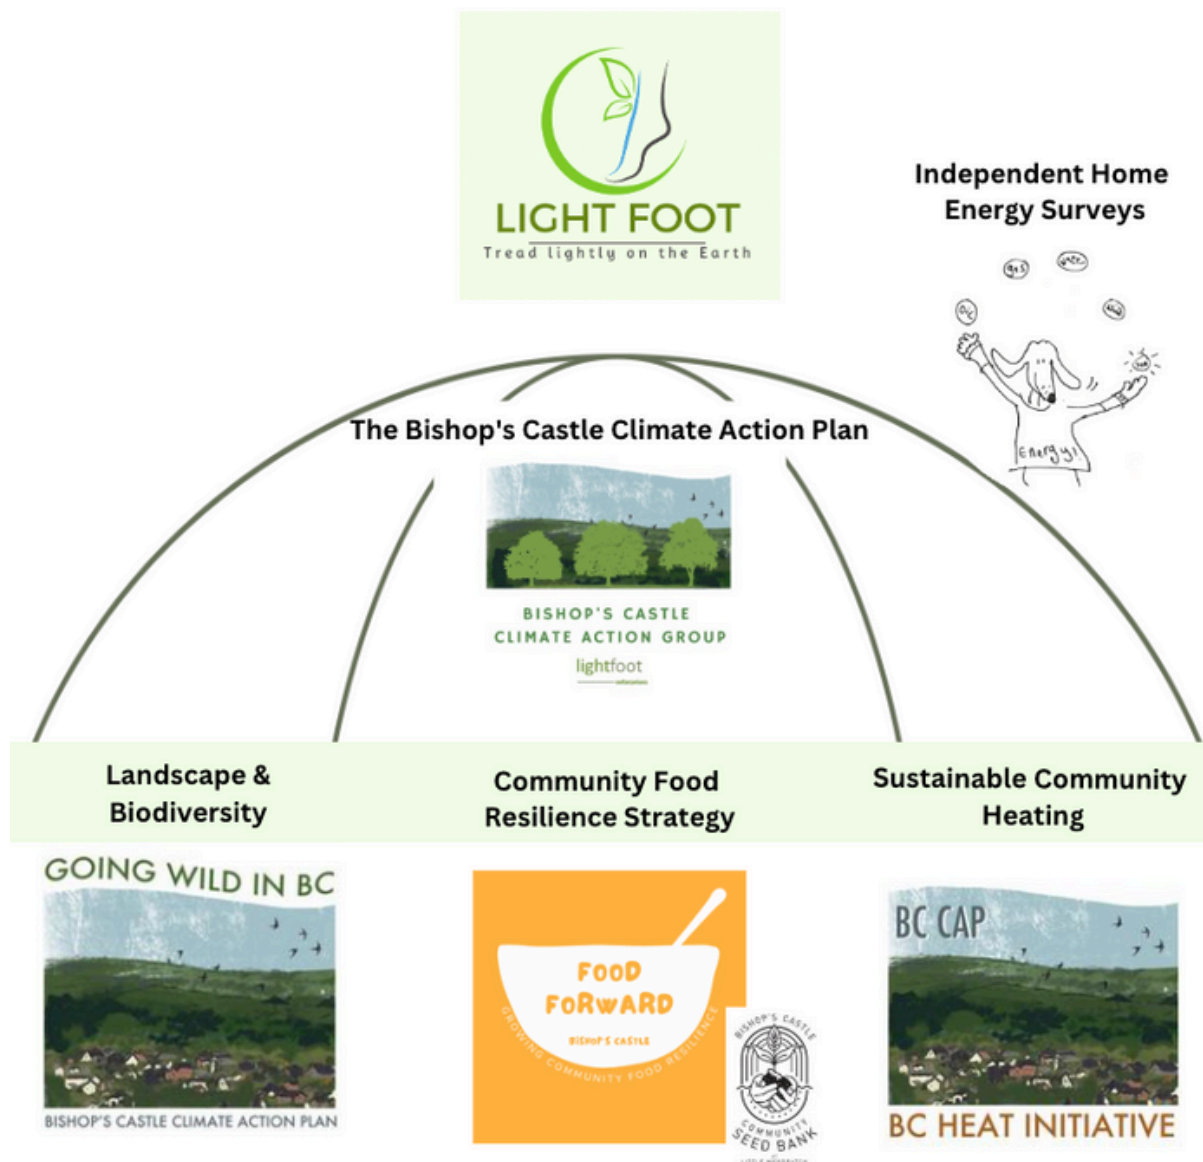 LIGHT FOOT
Tread lightly on the Earth
Independent Home
Energy Surveys
gas
Oil
Energy!
The Bishop's Castle Climate Action Plan
BISHOP'S CASTLE
CLIMATE ACTION GROUP
lightfoot
Landscape &
Biodiversity
Community Food
Resilience Strategy
Sustainable Community
Heating
GOING WILD IN BC
BISHOP'S CASTLE CLIMATE ACTION PLAN
FOOD
FORWARD
BISHOP'S CASTLE
GROWING COMMUNITY FOOD RESILIENCE
BISHOP'S CASTLE
COMMUNITY
SEED BANK
BC CAP
BC HEAT INITIATIVE